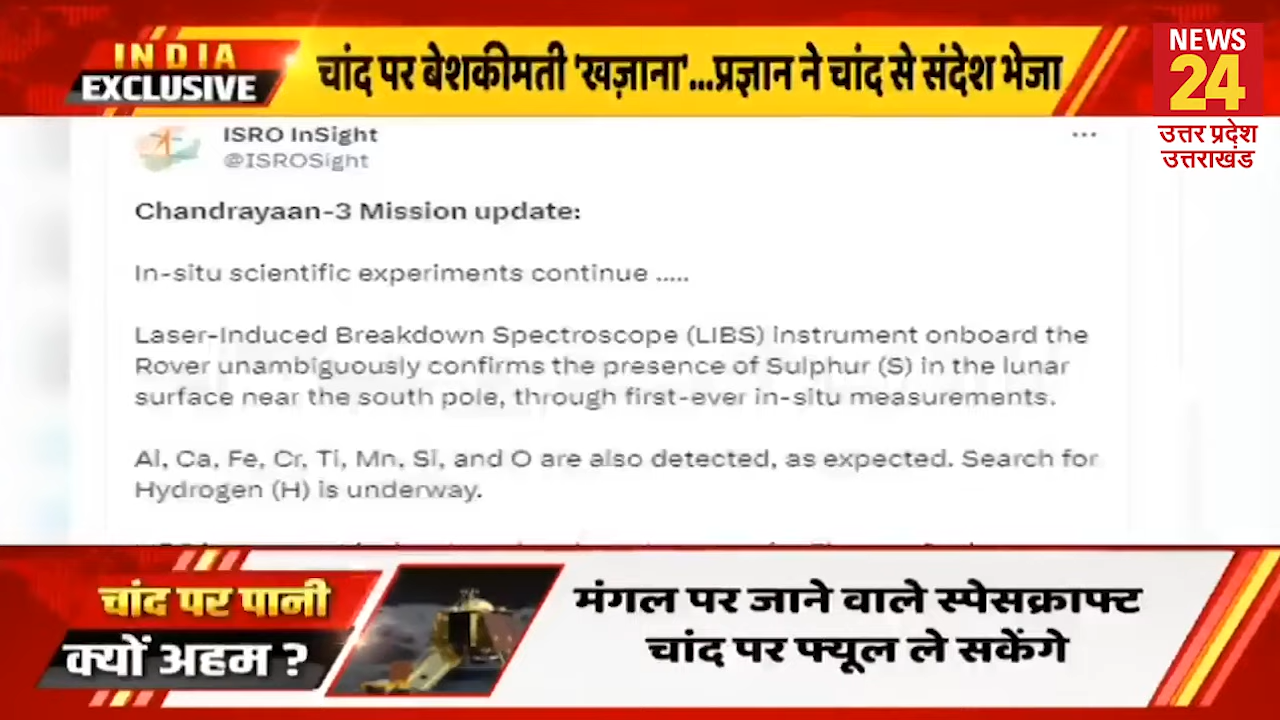 INDIA
EXCLUSIVE
चांद पर बेशकीमती 'खज़ाना'...प्रज्ञान ने चांद से संदेश भेजा
NEWS
24
उत्तर प्रदेश
उत्तराखंड
ISRO InSight
@ISROSight
Chandrayaan-3 Mission update:
In-situ scientific experiments continue .....
Laser-Induced Breakdown Spectroscope (LIBS) instrument onboard the
Rover unambiguously confirms the presence of Sulphur (S) in the lunar
surface near the south pole, through first-ever in-situ measurements.
Al, Ca, Fe, Cr, Ti, Mn, Si, and O are also detected, as expected. Search for
Hydrogen (H) is underway.
चांद पर पानी
क्यों अहम ?
मंगल पर जाने वाले स्पेसक्राफ्ट
चांद पर फ्यूल ले सकेंगे